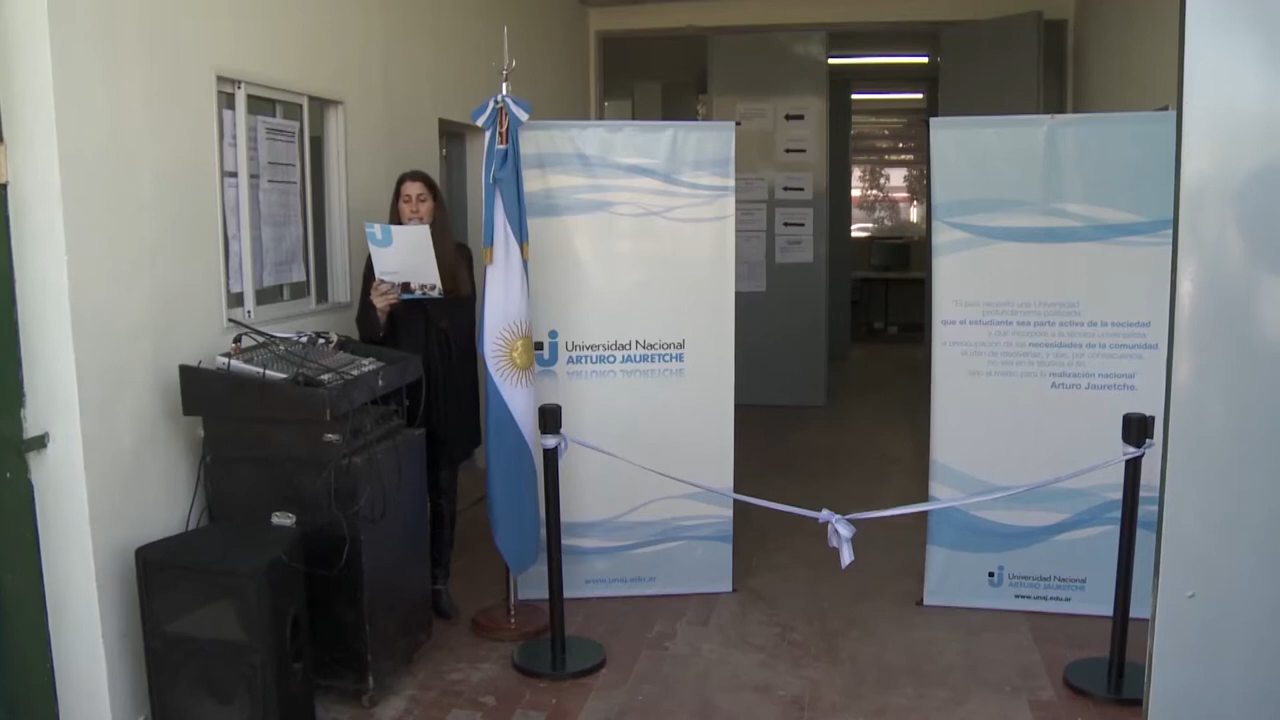 Universidad Nacional
ARTURO JAURETCHE
www.unaj.edu.ar
"El país necesita una Universidad
profundamente politizada;
que el estudiante sea parte activa de la sociedad
y que incorpore a la técnica universitaria
la preocupación de las necesidades de la comunidad,
el afán de resolverlas, y que, por consecuencia,
no vea en la técnica el fin,
sino el medio para la realización nacional"
Arturo Jauretche.
Universidad Nacional
ARTURO JAURETCHE
www.unaj.edu.ar